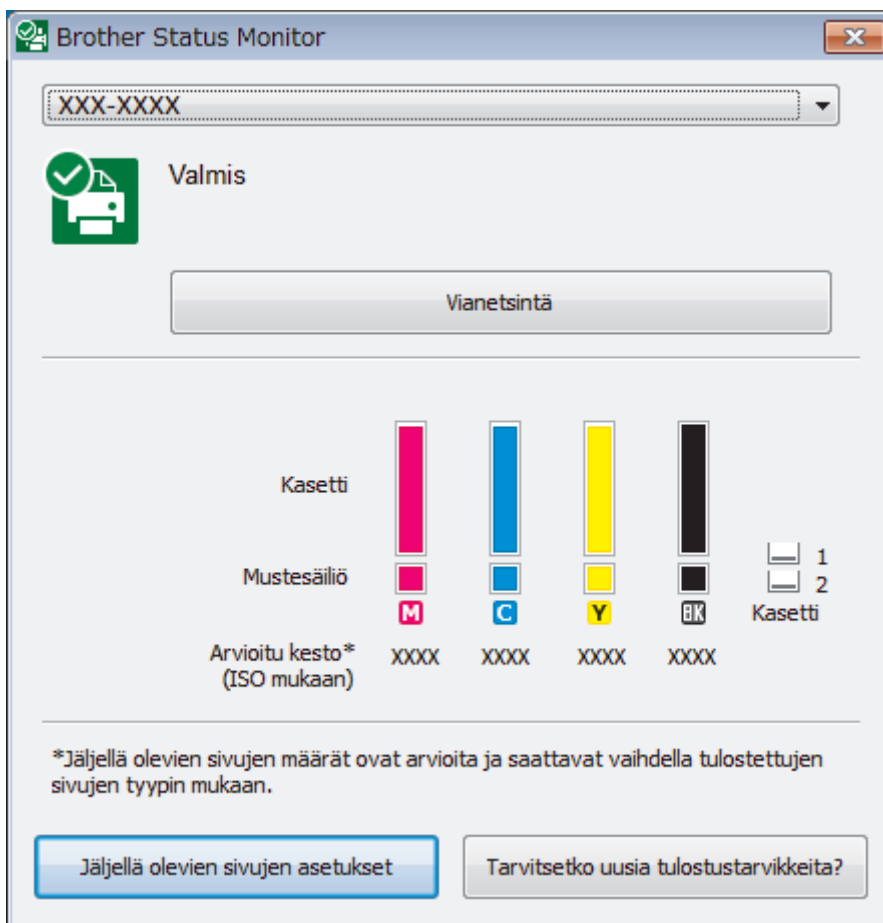 Brother Status Monitor
XXX-XXXX
Valmis
Vianetsintä
Kasetti
1
Mustesäiliö
2
M C Y BK Kasetti
Arvioitu kesto* XXXX XXXX XXXX XXXX
(ISO mukaan)
*Jäljellä olevien sivujen määrät ovat arvioita ja saattavat vaihdella tulostettujen
sivujen tyypin mukaan.
Jäljellä olevien sivujen asetukset
Tarvitsetko uusia tulostustarvikkeita?